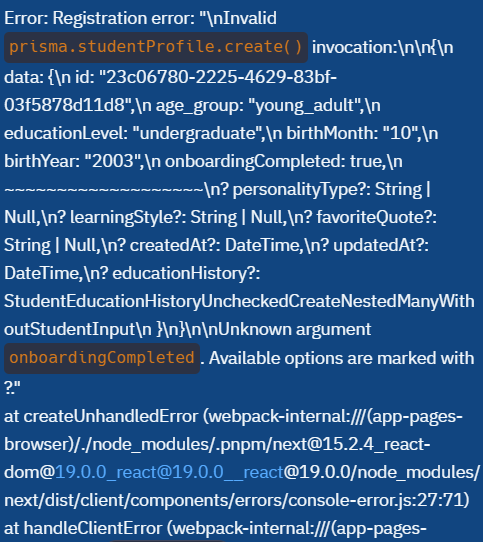 Error: Registration error: "\nInvalid
prisma.studentProfile.create() invocation:\n\n{\n
data: {\n id: "23c06780-2225-4629-83bf-
03f5878d11d8",\n age_group: "young_adult",\n
educationLevel: "undergraduate",\n birthMonth: "10",\n
birthYear: "2003",\n onboardingCompleted: true,\n
~~~~~~~~~~~~~~~~~~~\n? personalityType?: String |
Null,\n? learningStyle?: String | Null,\n? favoriteQuote?:
String | Null,\n? createdAt?: DateTime,\n? updatedAt?:
DateTime,\n? educationHistory?:
StudentEducationHistoryUncheckedCreateNestedManyWith
outStudentInput\n }\n}\n\nUnknown argument
onboardingCompleted. Available options are marked with
?."
at createUnhandledError (webpack-internal:///(app-pages-
browser)/./node_modules/.pnpm/next@15.2.4_react-
dom@19.0.0_react@19.0.0__react@19.0.0/node_modules/
next/dist/client/components/errors/console-error.js:27:71)
at handleClientError (webpack-internal:///(app-pages-